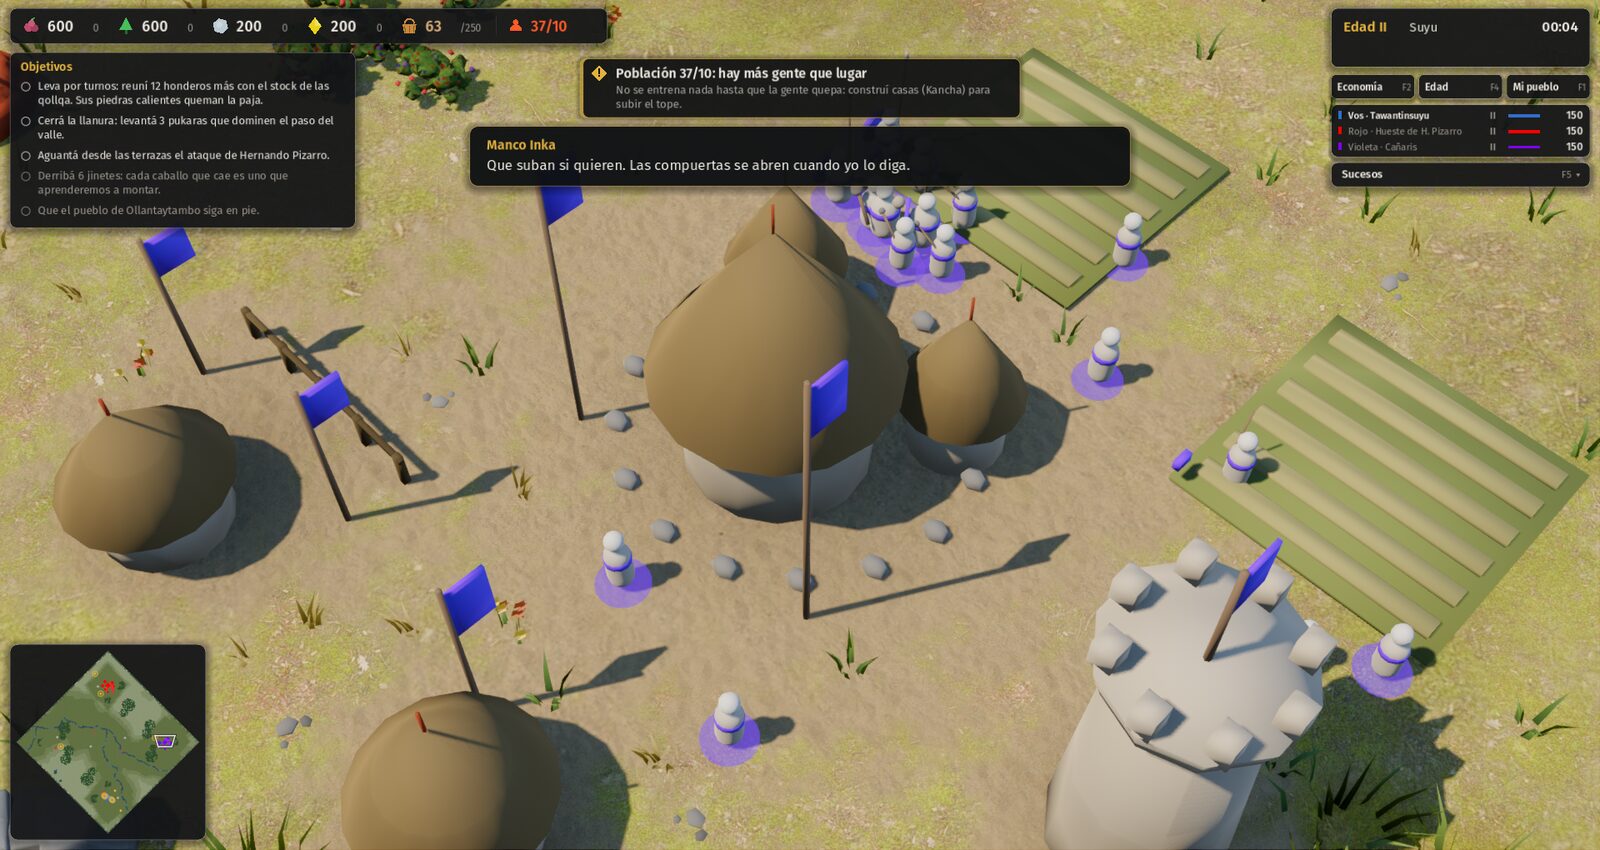 600 0 600 0 200 0 200 0 63 /250 37/10
Objetivos
Leva por turnos: reuní 12 honderos más con el stock de las
qollqa. Sus piedras calientes queman la paja.
Cerrá la llanura: levantá 3 pukaras que dominen el paso del
valle.
Aguantá desde las terrazas el ataque de Hernando Pizarro.
Derribá 6 jinetes: cada caballo que cae es uno que
aprenderemos a montar.
Que el pueblo de Ollantaytambo siga en pie.
Población 37/10: hay más gente que lugar
No se entrena nada hasta que la gente quepa: construí casas (Kancha) para
subir el tope.
Manco Inka
Que suban si quieren. Las compuertas se abren cuando yo lo diga.
Edad II Suyu 00:04
Economía F2 Edad F4 Mi pueblo F1
Vos · Tawantinsuyu II 150
Rojo · Hueste de H. Pizarro II 150
Violeta · Cañaris II 150
Sucesos F5